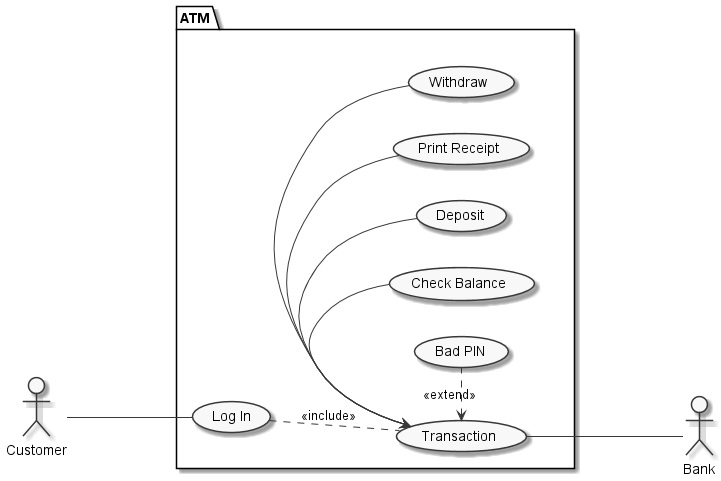 ATM
Withdraw
Print Receipt
Deposit
Check Balance
Bad PIN
«extend»
Log In
«include»
Transaction
Customer
Bank